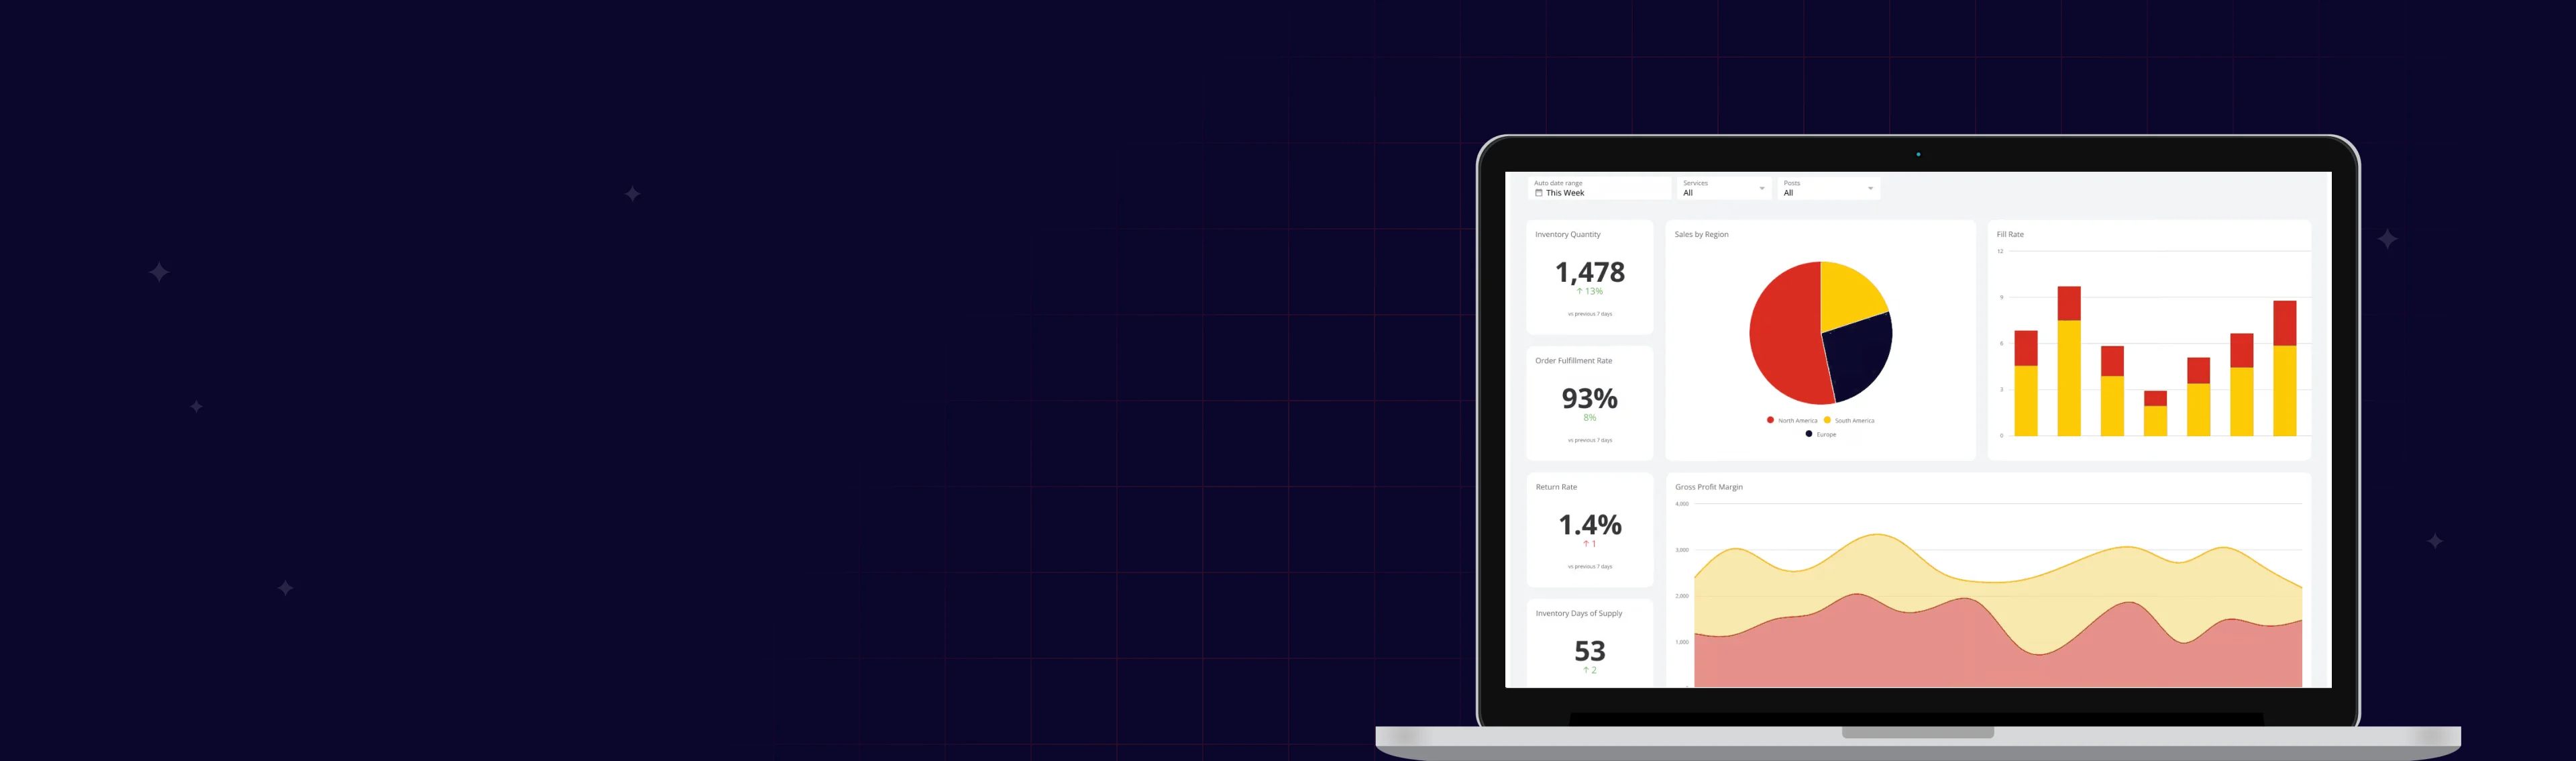 Auto date range
This Week
Services
All
Posts
All
Inventory Quantity
1,478
↑ 13%
vs previous 7 days
Order Fulfillment Rate
93%
8%
vs previous 7 days
Return Rate
1.4%
↑ 1
vs previous 7 days
Inventory Days of Supply
53
↑ 2
Sales by Region
North America
South America
Europe
Fill Rate
12
9
6
3
0
Gross Profit Margin
4,000
3,000
2,000
1,000